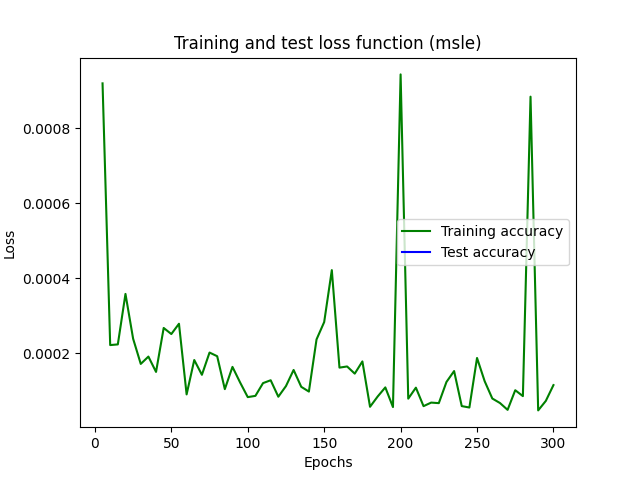 Training and test loss function (msle)
0.0008
0.0006
0.0004
0.0002
Loss
Training accuracy
Test accuracy
0 50 100 150 200 250 300
Epochs